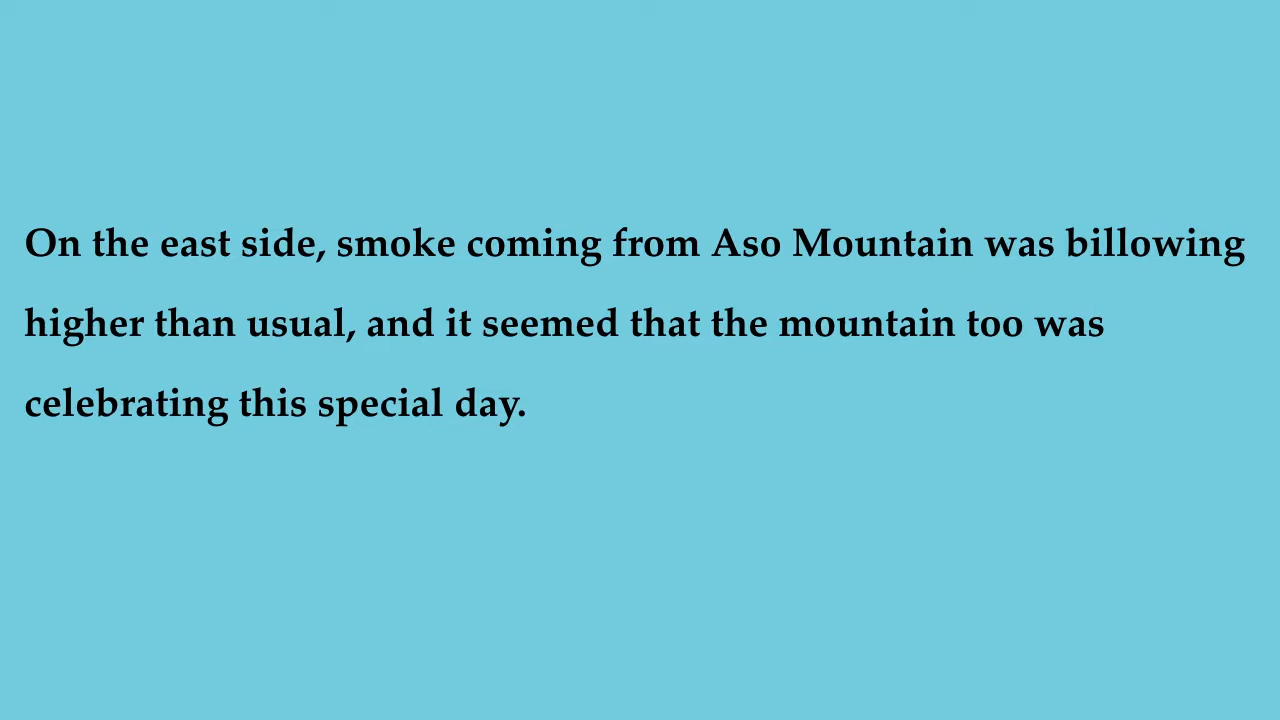 On the east side, smoke coming from Aso Mountain was billowing
higher than usual, and it seemed that the mountain too was
celebrating this special day.